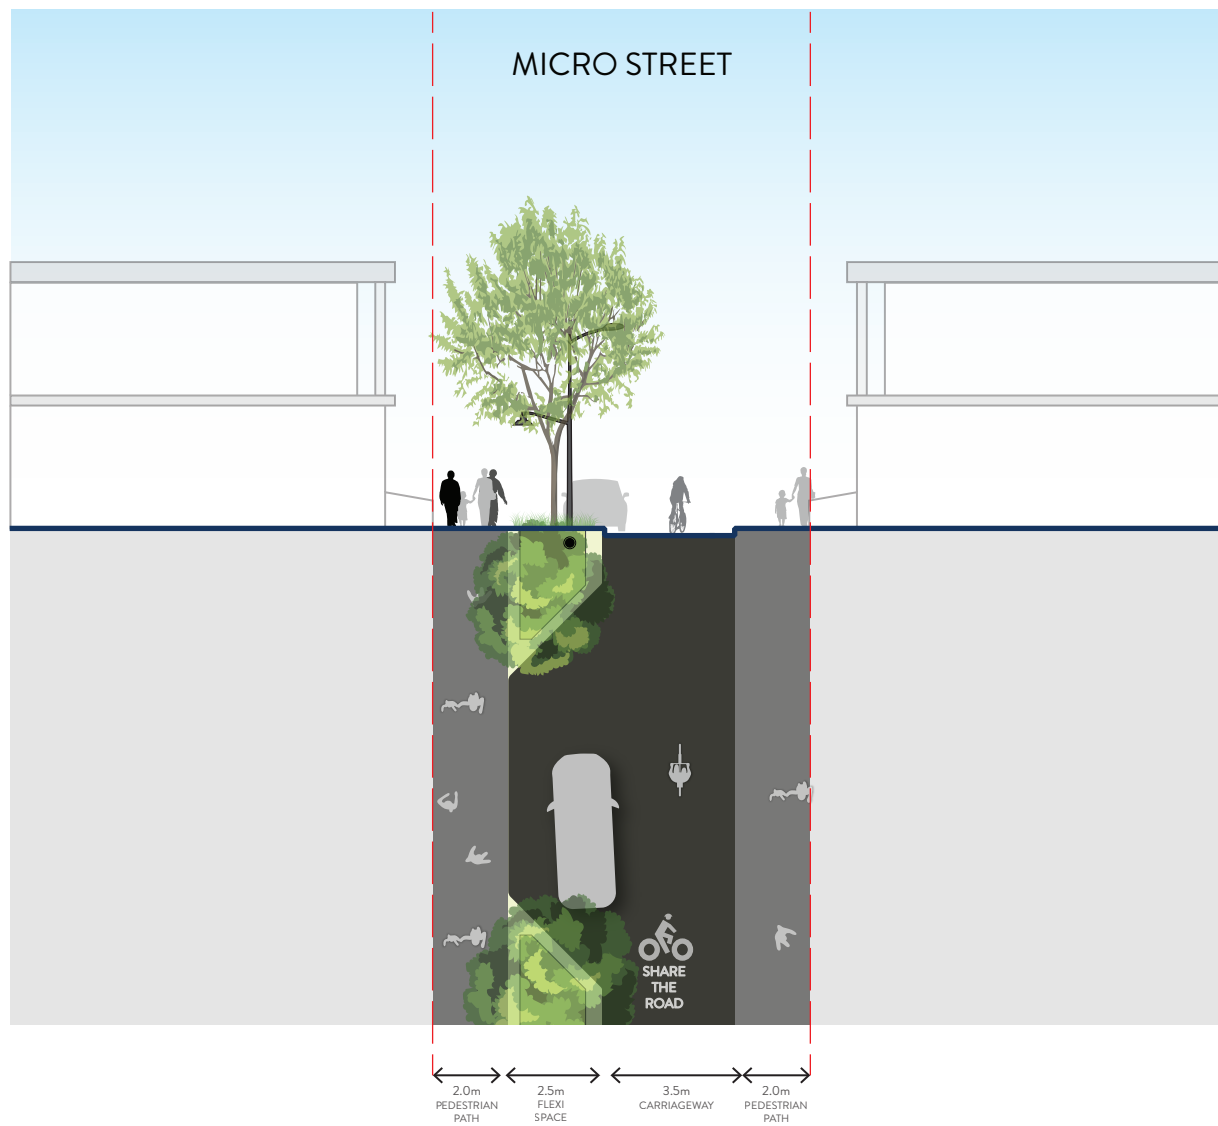 MICRO STREET
SHARE
THE
ROAD
2.0m
PEDESTRIAN
PATH
2.5m
FLEXI
SPACE
3.5m
CARRIAGEWAY
2.0m
PEDESTRIAN
PATH